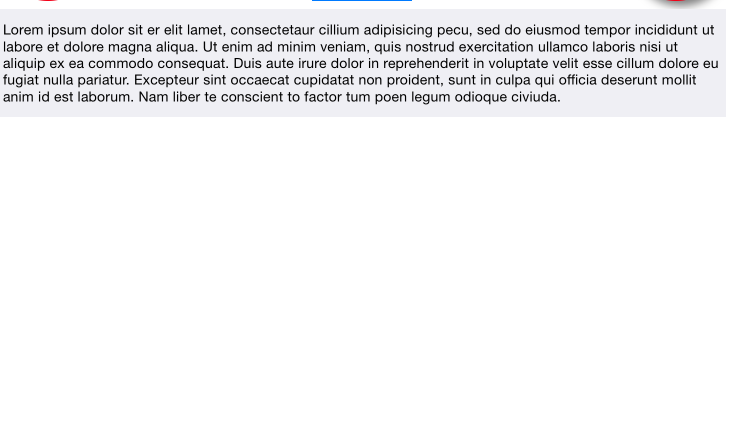 Lorem ipsum dolor sit er elit lamet, consectetaur cillium adipisicing pecu, sed do eiusmod tempor incididunt ut
labore et dolore magna aliqua. Ut enim ad minim veniam, quis nostrud exercitation ullamco laboris nisi ut
aliquip ex ea commodo consequat. Duis aute irure dolor in reprehenderit in voluptate velit esse cillum dolore eu
fugiat nulla pariatur. Excepteur sint occaecat cupidatat non proident, sunt in culpa qui officia deserunt mollit
anim id est laborum. Nam liber te conscient to factor tum poen legum odioque civiuda.